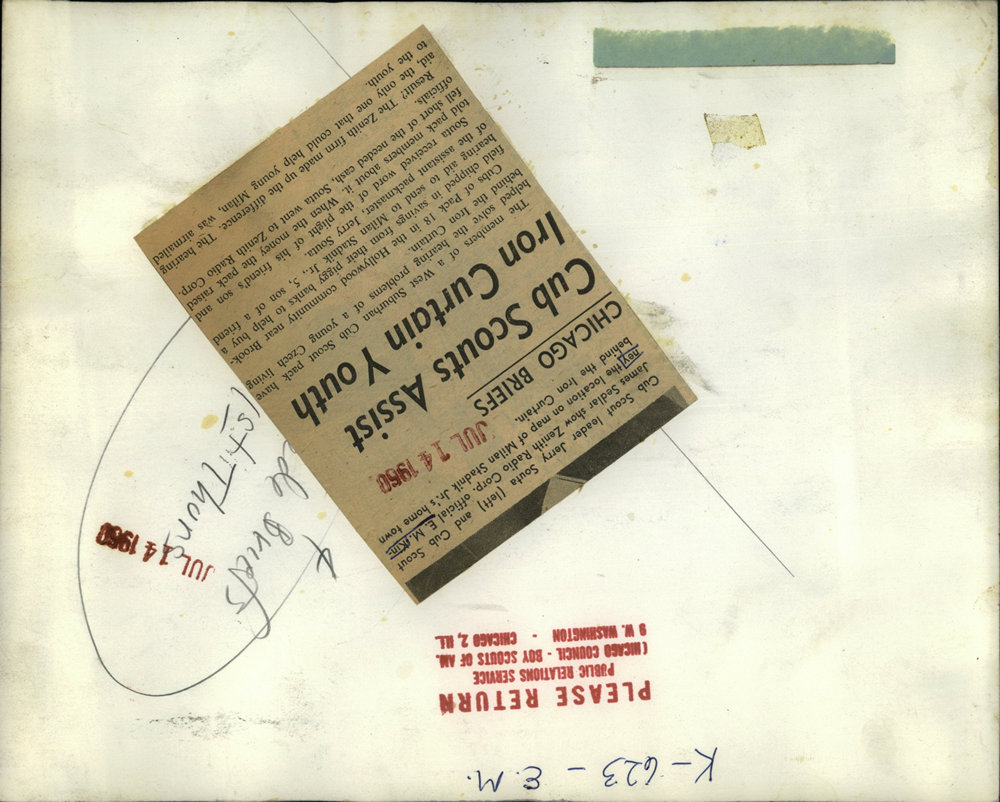 K-623 - E.M.
PLEASE RETURN
PUBLIC RELATIONS SERVICE
CHICAGO COUNCIL - BOY SCOUTS OF AM.
9 W. WASHINGTON - CHICAGO 2, ILL.
Cub Scout leader Jerry Souta (left) and Cub Scout
James Sedlar show Zenith Radio Corp. official E. M. Kin-
ney the location on map of Milan Stadnik Jr.'s home town
behind the Iron Curtain.
JUL 14 1960
CHICAGO BRIEFS
Cub Scouts Assist
Iron Curtain Youth
The members of a West Suburban Cub Scout pack have
helped solve the hearing problems of a young Czech living
behind the Iron Curtain.
Cubs of Pack 18 in the Hollywood community near Brook-
field chipped in savings from their piggy banks to help buy a
hearing aid to send to Milan Stadnik Jr., 5, son of a friend
of the assistant packmaster, Jerry Souta.
Souta received word of the plight of his friend's son and
told pack members about it. When the money the pack raised
fell short of the needed cash, Souta went to Zenith Radio Corp.
officials.
Result? The Zenith firm made up the difference. The hearing
aid, the only one that could help young Milan, was airmailed
to the youth.
Briefs
1st Thurs
JUL 14 1960